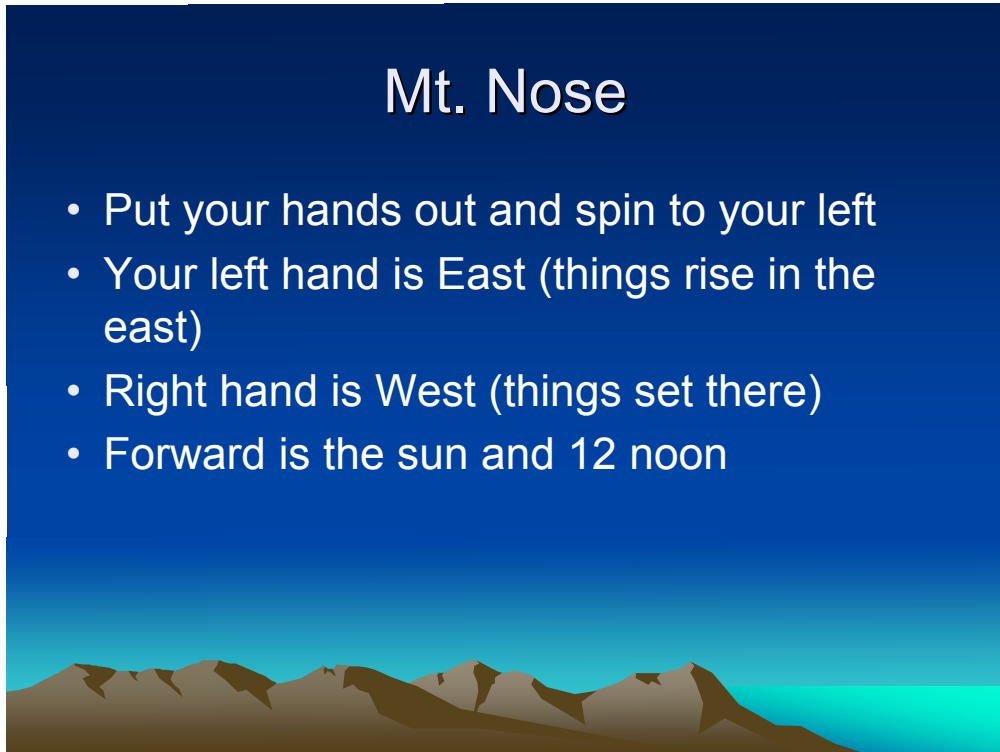 Mt. Nose
• Put your hands out and spin to your left
• Your left hand is East (things rise in the
east)
• Right hand is West (things set there)
• Forward is the sun and 12 noon